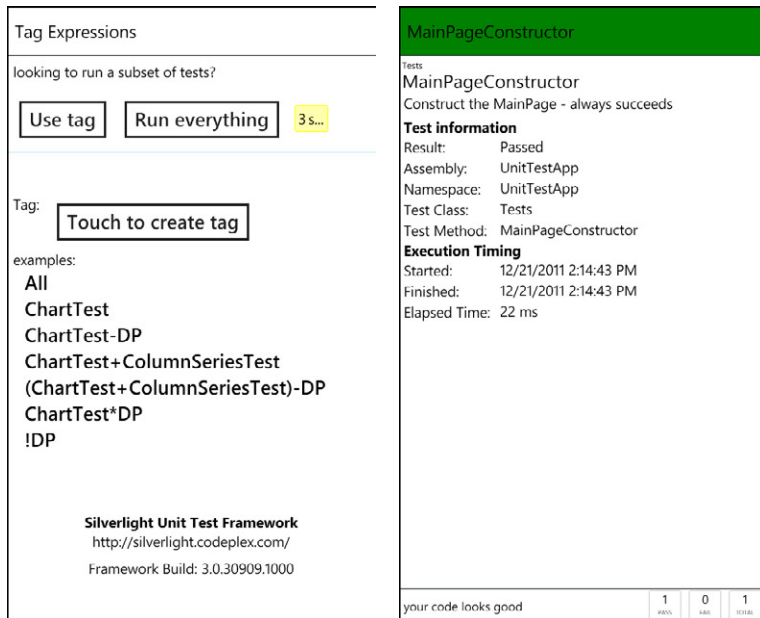 Tag Expressions
looking to run a subset of tests?
Use tag
Run everything
3 s...
Tag:
Touch to create tag
examples:
All
ChartTest
ChartTest-DP
ChartTest+ColumnSeriesTest
(ChartTest+ColumnSeriesTest)-DP
ChartTest*DP
!DP
Silverlight Unit Test Framework
http://silverlight.codeplex.com/
Framework Build: 3.0.30909.1000
MainPageConstructor
Tests
MainPageConstructor
Construct the MainPage - always succeeds
Test information
Result: Passed
Assembly: UnitTestApp
Namespace: UnitTestApp
Test Class: Tests
Test Method: MainPageConstructor
Execution Timing
Started: 12/21/2011 2:14:43 PM
Finished: 12/21/2011 2:14:43 PM
Elapsed Time: 22 ms
your code looks good
1 0 1
PASS FAIL TOTAL